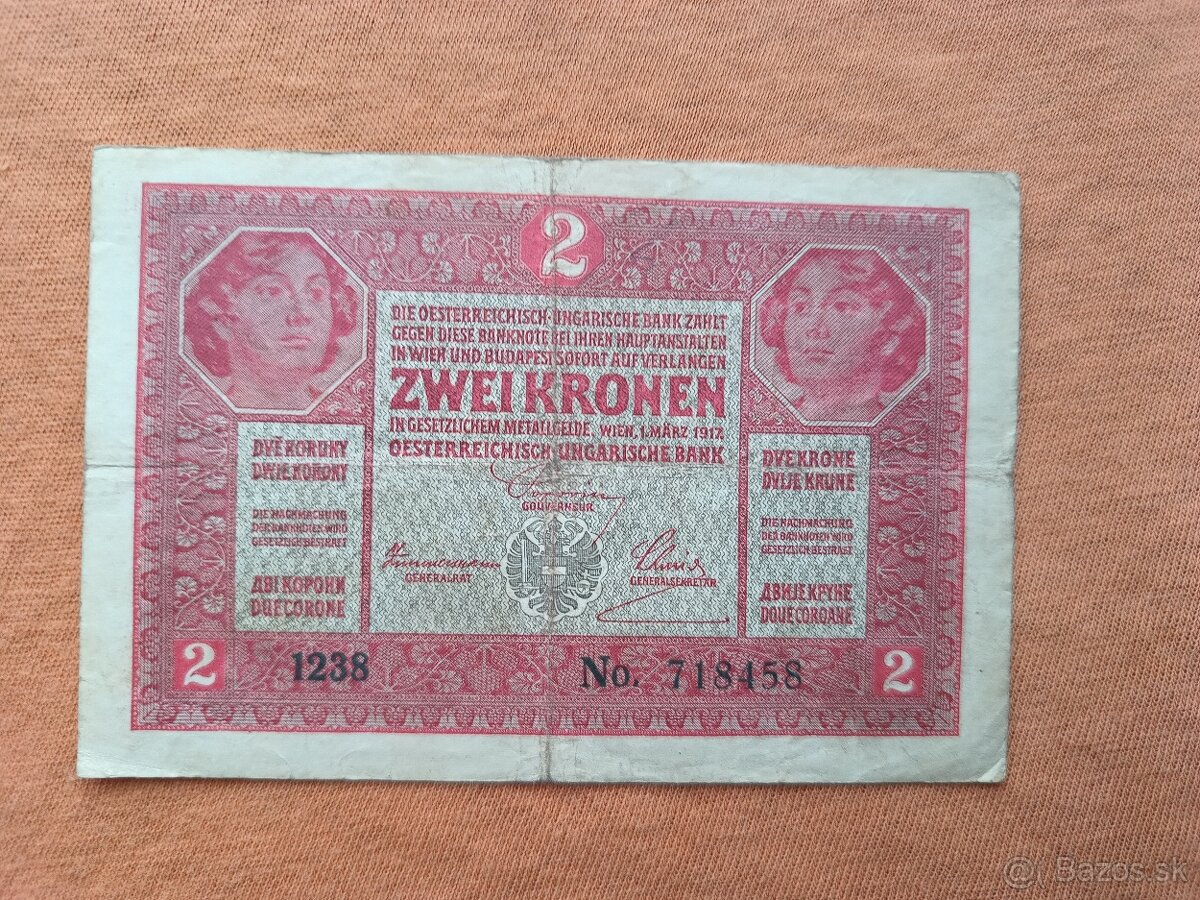 2
DIE OESTERREICHISCH-UNGARISCHE BANK ZAHLT
GEGEN DIESE BANKNOTE BEI IHREN HAUPTANSTALTEN
IN WIEN UND BUDAPEST SOFORT AUF VERLANGEN
ZWEI KRONEN
IN GESETZLICHEM METALLGELDE. WIEN, 1. MÄRZ 1917.
OESTERREICHISCH-UNGARISCHE BANK
DVĚ KORUNY
DWIE KORONY
DIE NACHMACHUNG
DER BANKNOTEN WIRD
GESETZLICH BESTRAFT
ДВІ КОРОНИ
DUE CORONE
GOUVERNEUR
GENERALRAT
GENERALSEKRETÄR
DVE KRONE
DVIJE KRUNE
DIE NACHMACHUNG
DER BANKNOTEN WIRD
GESETZLICH BESTRAFT
ДВИЈЕ КРУНЕ
DOUE COROANE
2
1238
No. 718458
2
Bazos.sk